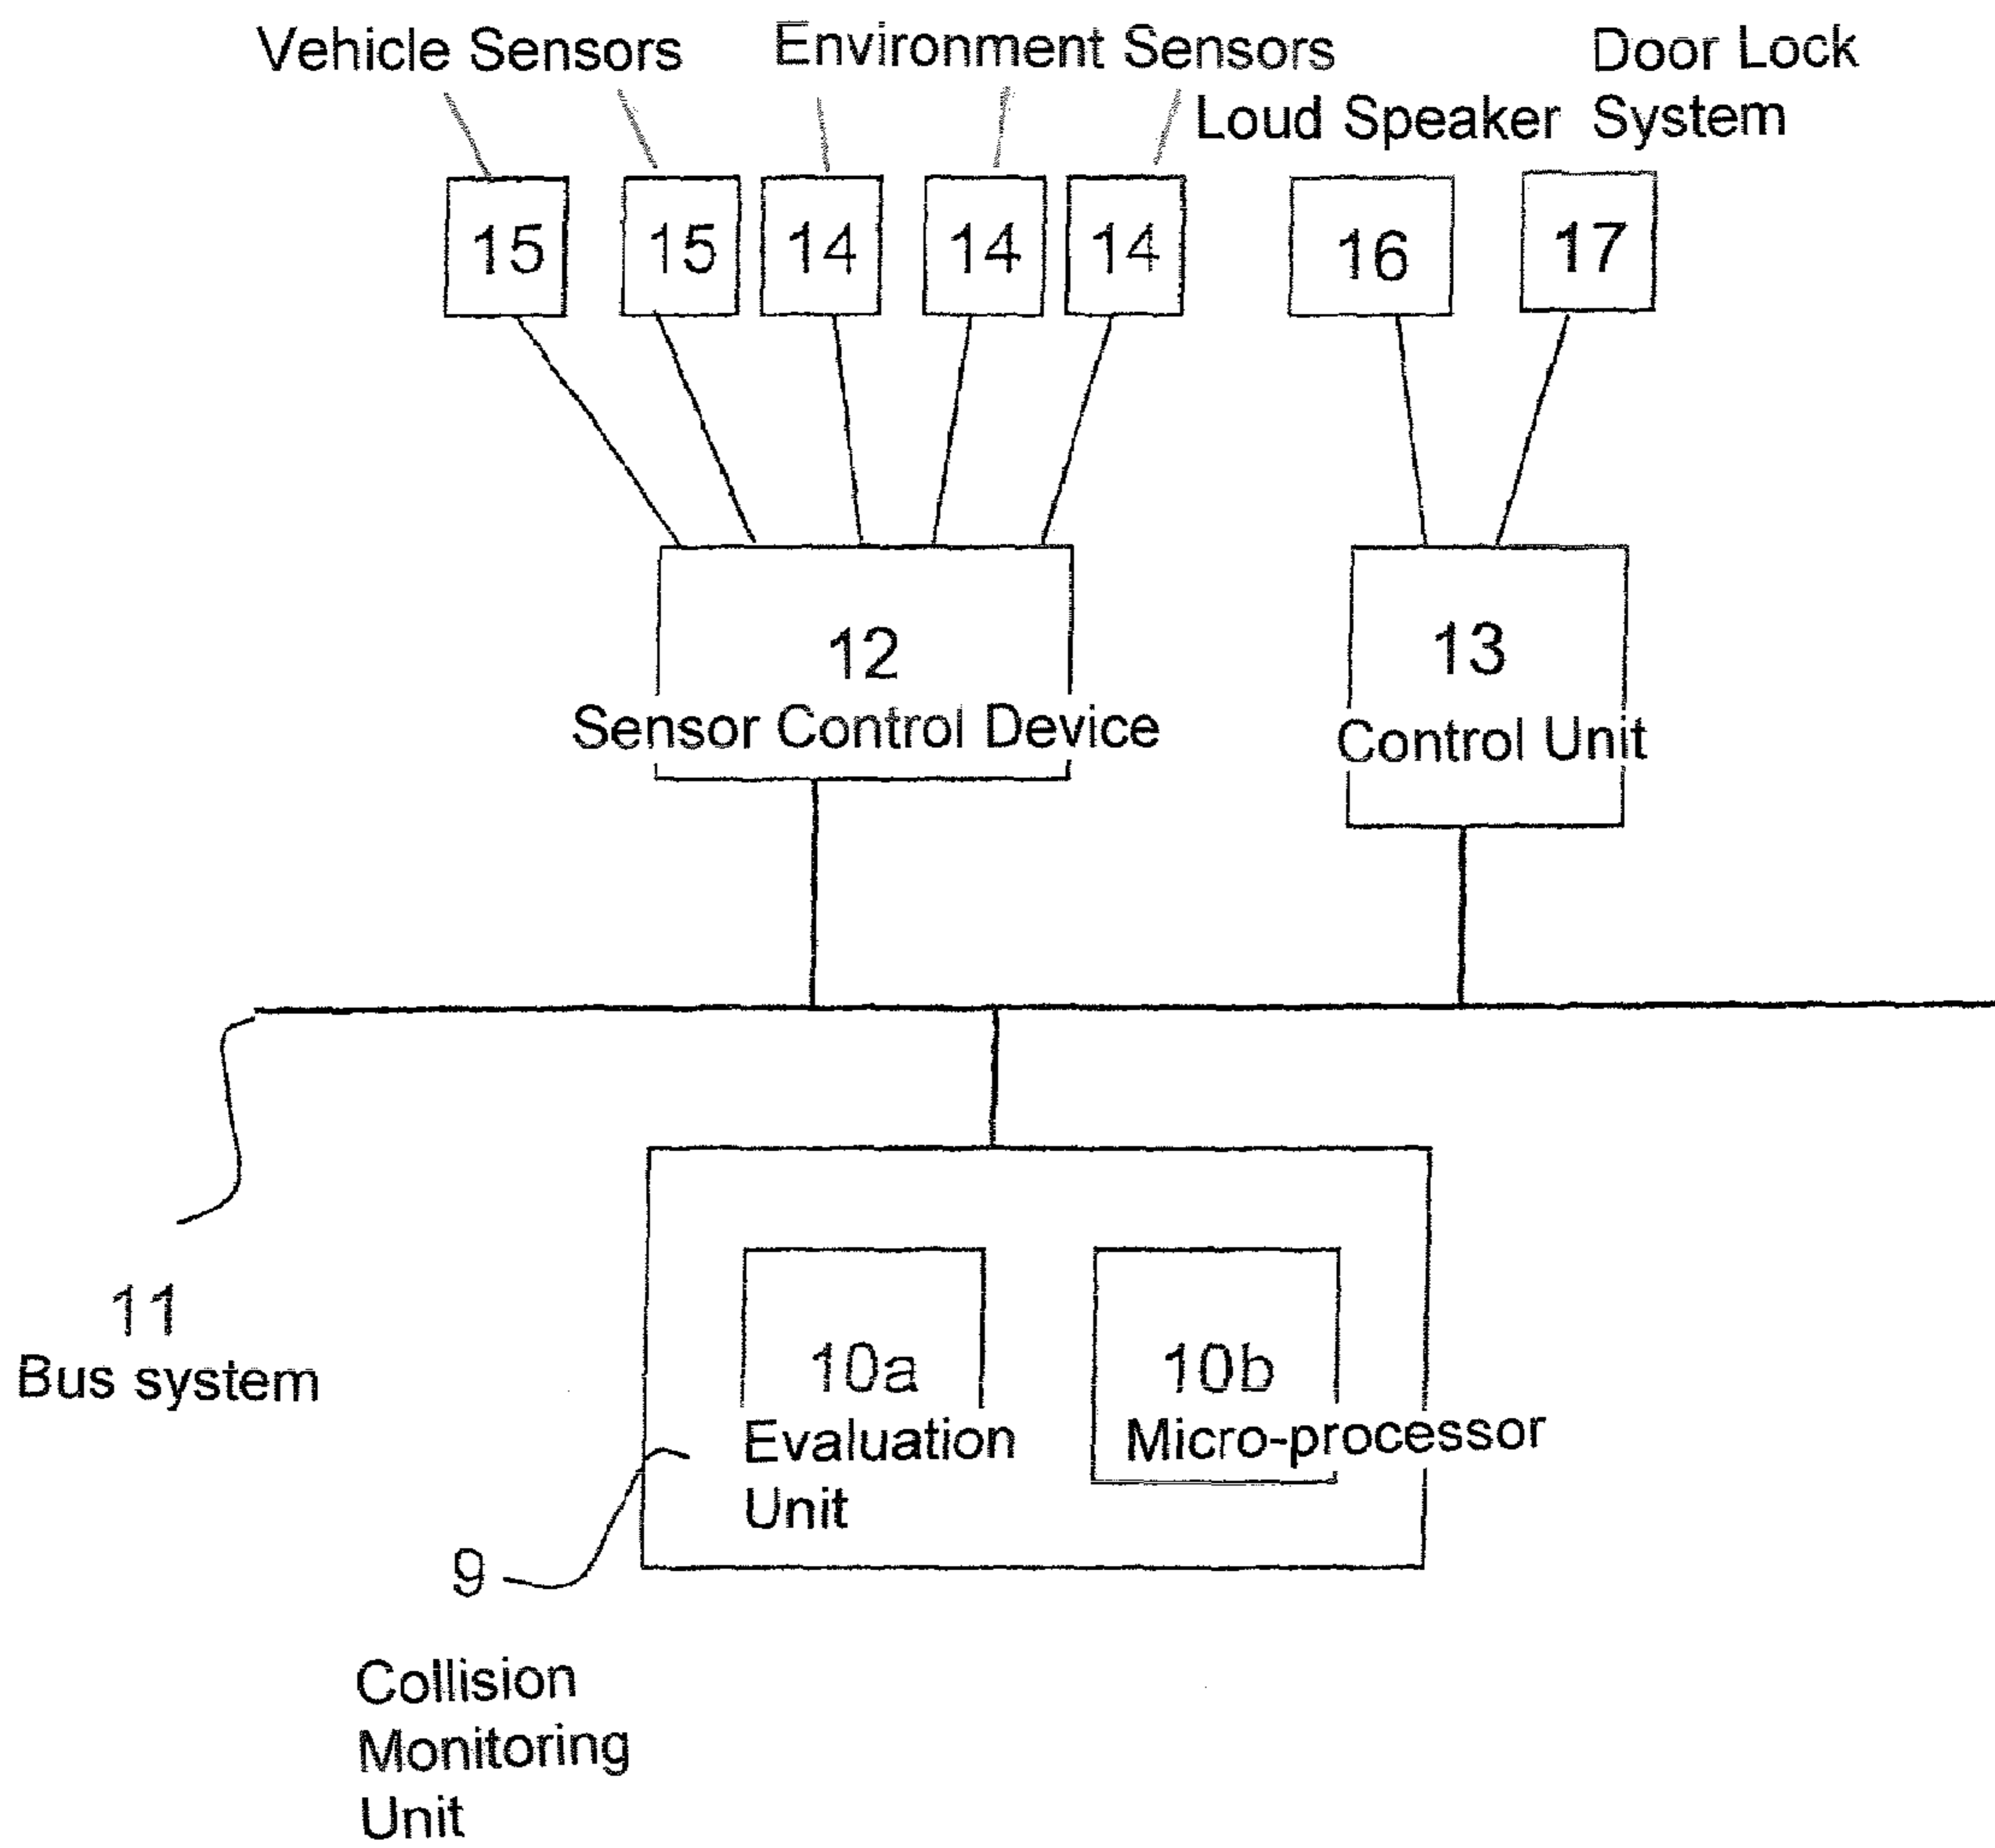 Vehicle Sensors
Environment Sensors
Door Lock
System
Loud Speaker
15
15
14
14
14
16
17
12
Sensor Control Device
13
Control Unit
11
Bus system
10a
Evaluation
Unit
10b
Micro-processor
9
Collision
Monitoring
Unit